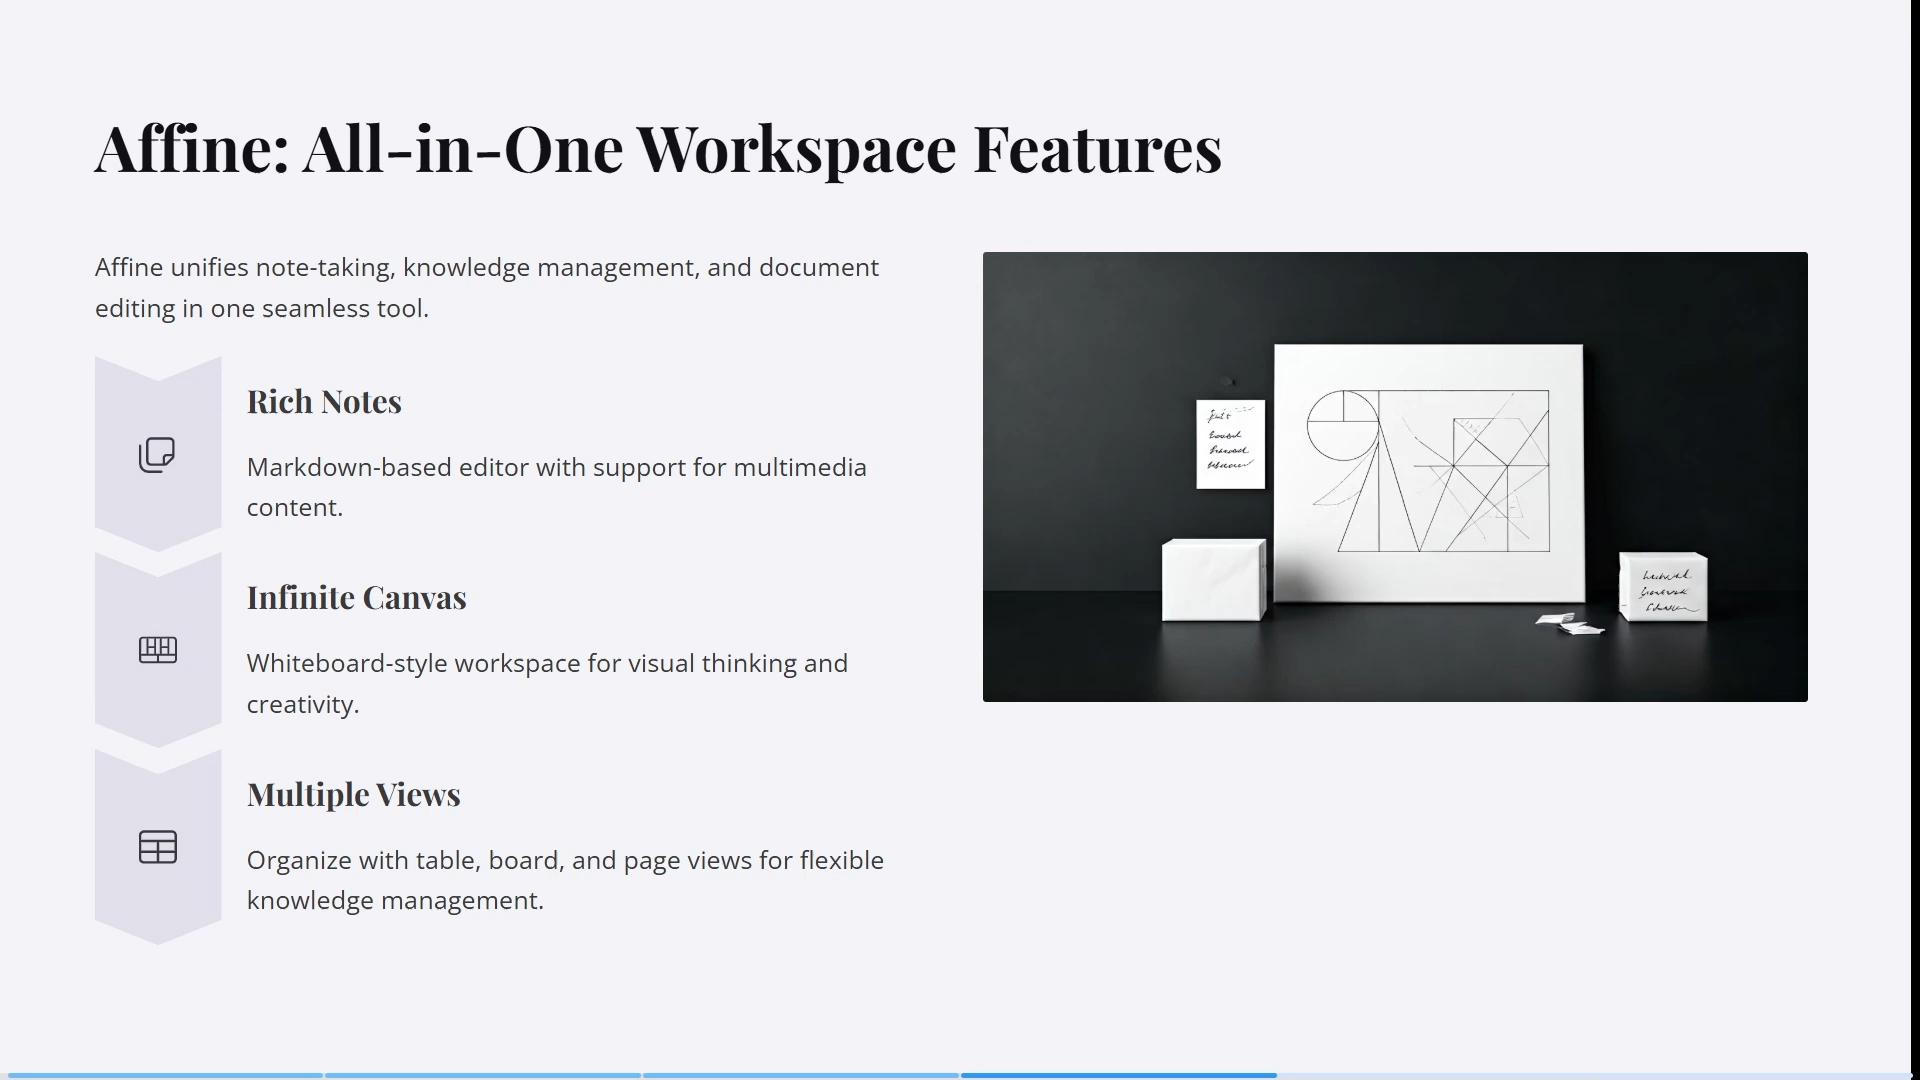 Affine: All-in-One Workspace Features
Affine unifies note-taking, knowledge management, and document
editing in one seamless tool.
Rich Notes
Markdown-based editor with support for multimedia
content.
Infinite Canvas
Whiteboard-style workspace for visual thinking and
creativity.
Multiple Views
Organize with table, board, and page views for flexible
knowledge management.